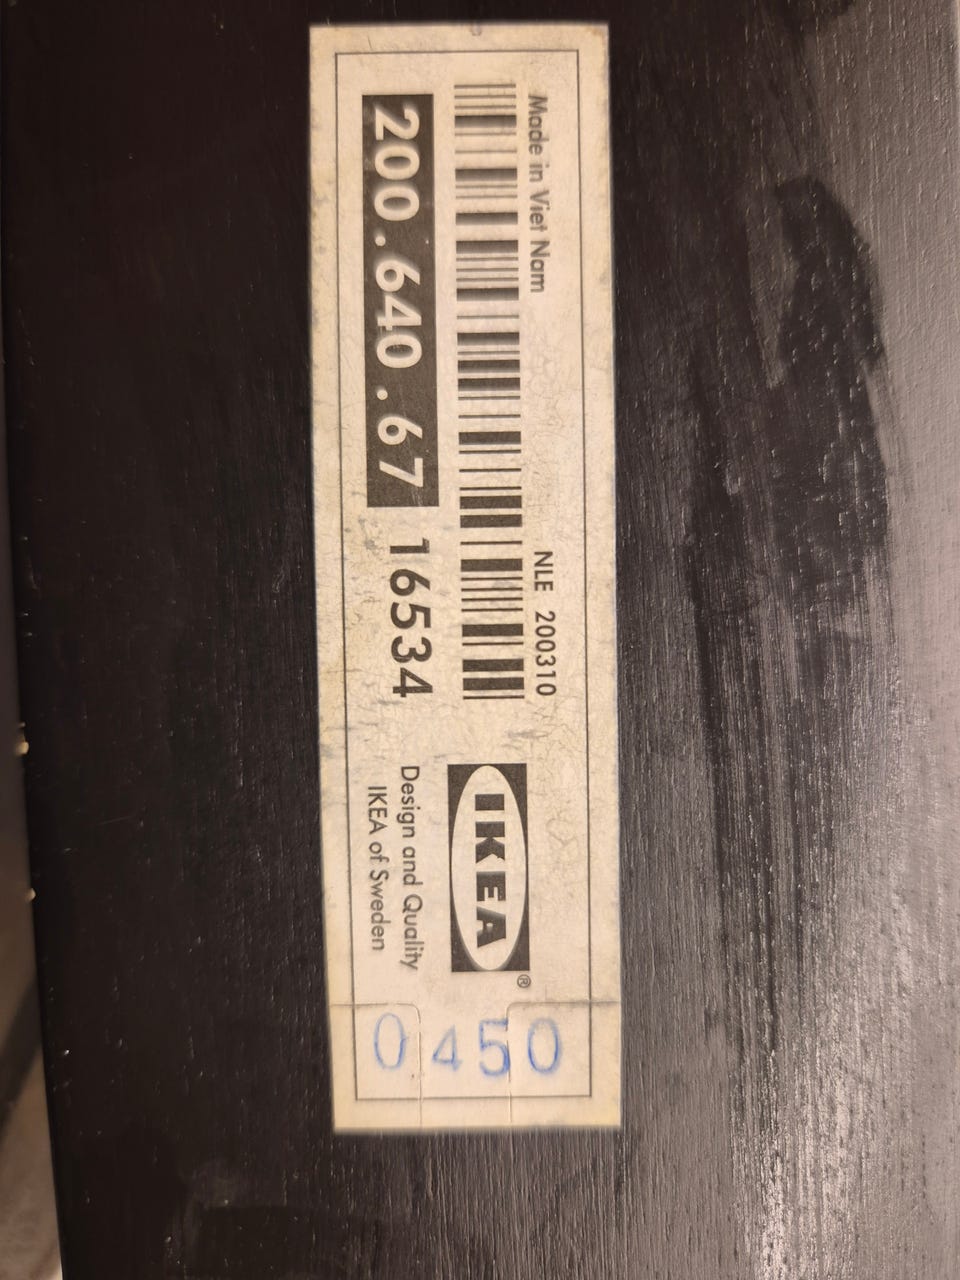 Made in Viet Nam
NLE 200310
200.640.67 16534
IKEA®
Design and Quality
IKEA of Sweden
0450